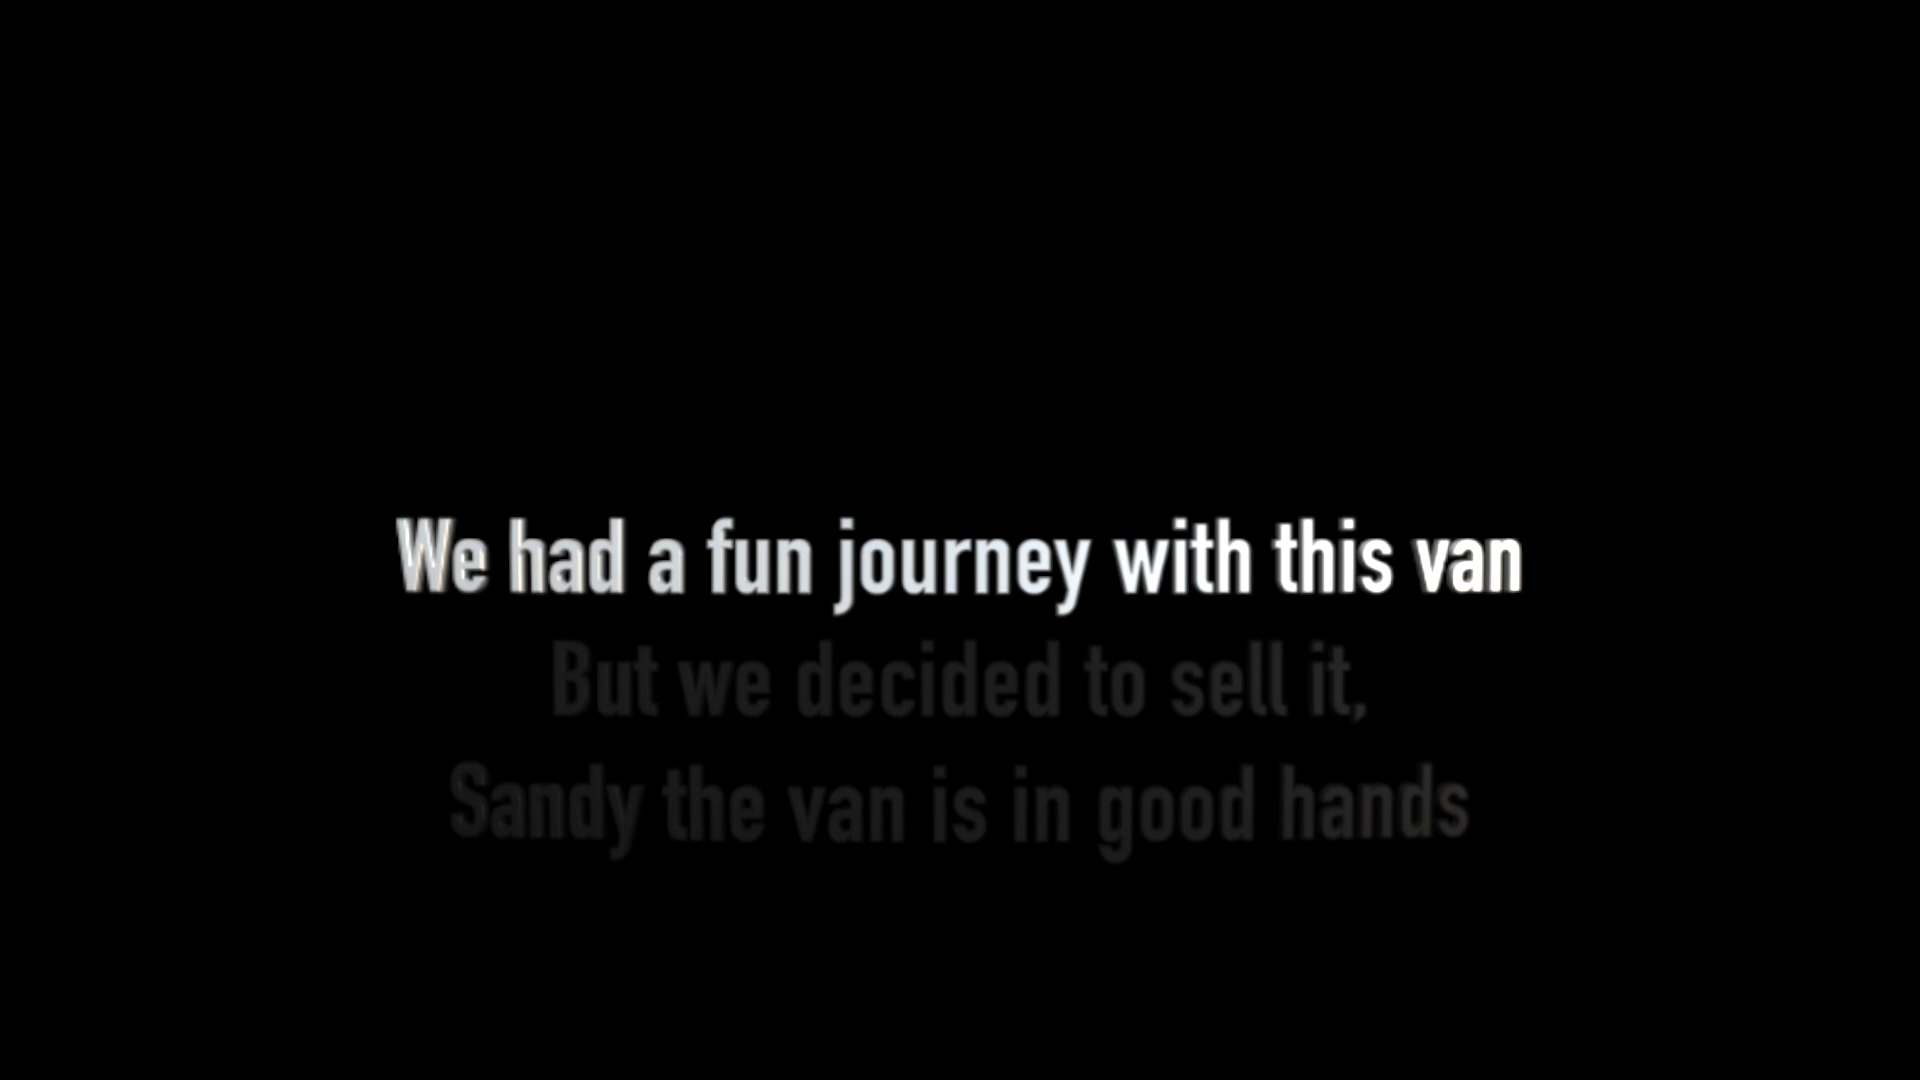 We had a fun journey with this van
But we decided to sell it,
Sandy the van is in good hands